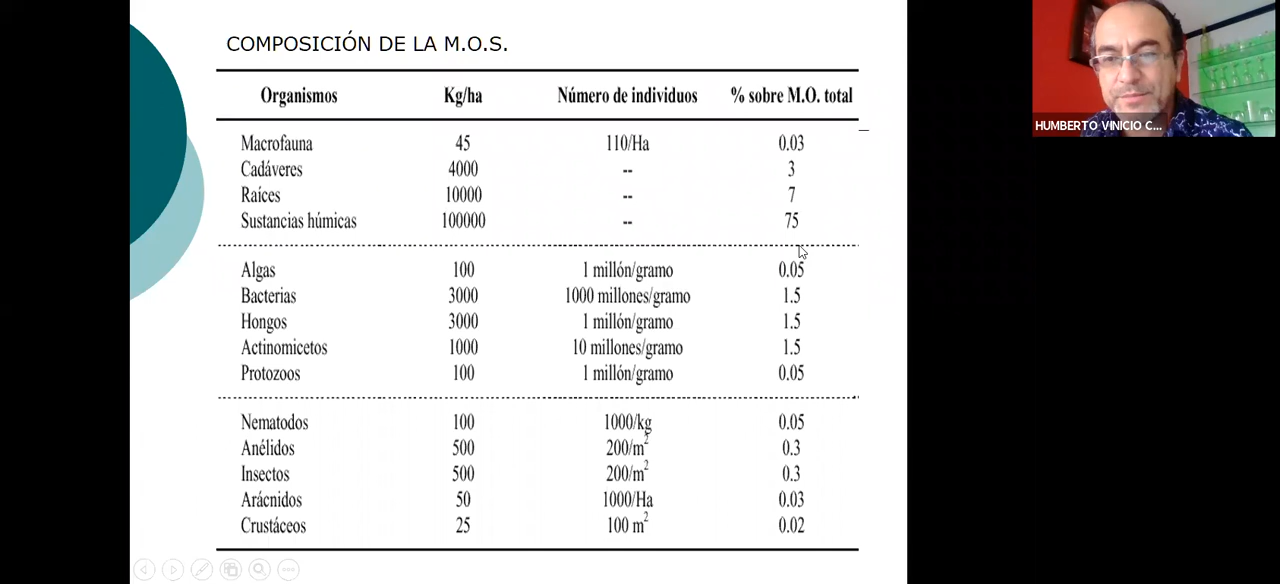 COMPOSICIÓN DE LA M.O.S.
Organismos Kg/ha Número de individuos % sobre M.O. total
Macrofauna 45 110/Ha 0.03
Cadáveres 4000 -- 3
Raíces 10000 -- 7
Sustancias húmicas 100000 -- 75
Algas 100 1 millón/gramo 0.05
Bacterias 3000 1000 millones/gramo 1.5
Hongos 3000 1 millón/gramo 1.5
Actinomicetos 1000 10 millones/gramo 1.5
Protozoos 100 1 millón/gramo 0.05
Nematodos 100 1000/kg 0.05
Anélidos 500 200/m² 0.3
Insectos 500 200/m² 0.3
Arácnidos 50 1000/Ha 0.03
Crustáceos 25 100 m² 0.02
HUMBERTO VINICIO C...